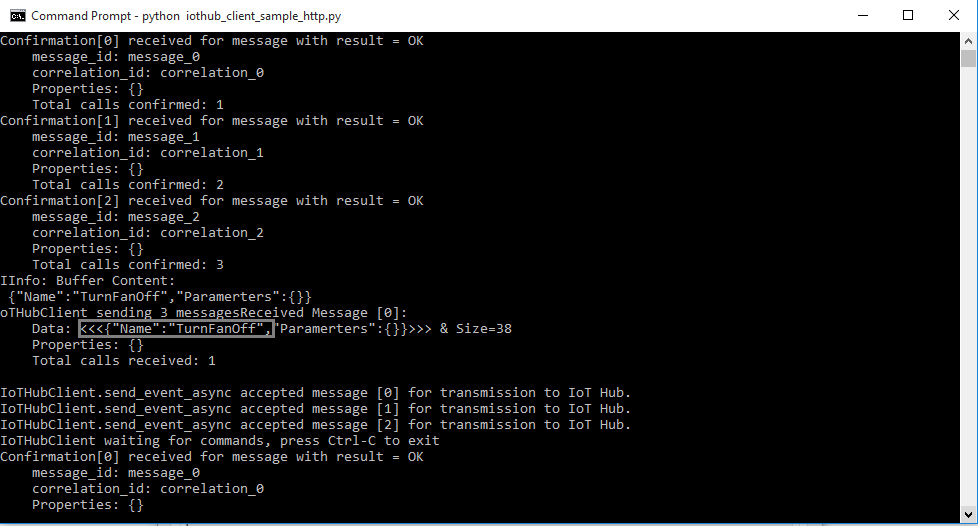 Command Prompt - python  iothub_client_sample_http.py
Confirmation[0] received for message with result = OK
    message_id: message_0
    correlation_id: correlation_0
    Properties: {}
    Total calls confirmed: 1
Confirmation[1] received for message with result = OK
    message_id: message_1
    correlation_id: correlation_1
    Properties: {}
    Total calls confirmed: 2
Confirmation[2] received for message with result = OK
    message_id: message_2
    correlation_id: correlation_2
    Properties: {}
    Total calls confirmed: 3
IInfo: Buffer Content:
 {"Name":"TurnFanOff","Paramerters":{}}
oTHubClient sending 3 messagesReceived Message [0]:
    Data: <<<{"Name":"TurnFanOff","Paramerters":{}}>>> & Size=38
    Properties: {}
    Total calls received: 1
IoTHubClient.send_event_async accepted message [0] for transmission to IoT Hub.
IoTHubClient.send_event_async accepted message [1] for transmission to IoT Hub.
IoTHubClient.send_event_async accepted message [2] for transmission to IoT Hub.
IoTHubClient waiting for commands, press Ctrl-C to exit
Confirmation[0] received for message with result = OK
    message_id: message_0
    correlation_id: correlation_0
    Properties: {}